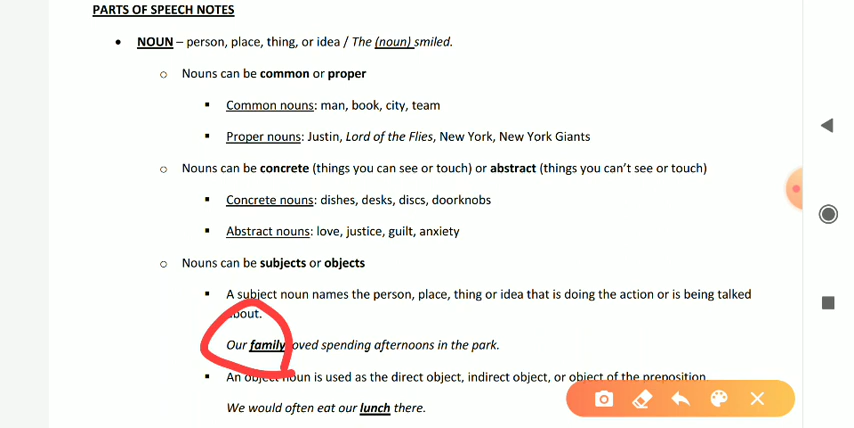 PARTS OF SPEECH NOTES
• NOUN – person, place, thing, or idea / The (noun) smiled.
o Nouns can be common or proper
▪ Common nouns: man, book, city, team
▪ Proper nouns: Justin, Lord of the Flies, New York, New York Giants
o Nouns can be concrete (things you can see or touch) or abstract (things you can't see or touch)
▪ Concrete nouns: dishes, desks, discs, doorknobs
▪ Abstract nouns: love, justice, guilt, anxiety
o Nouns can be subjects or objects
▪ A subject noun names the person, place, thing or idea that is doing the action or is being talked
about.
Our family loved spending afternoons in the park.
▪ An object noun is used as the direct object, indirect object, or object of the preposition
We would often eat our lunch there.